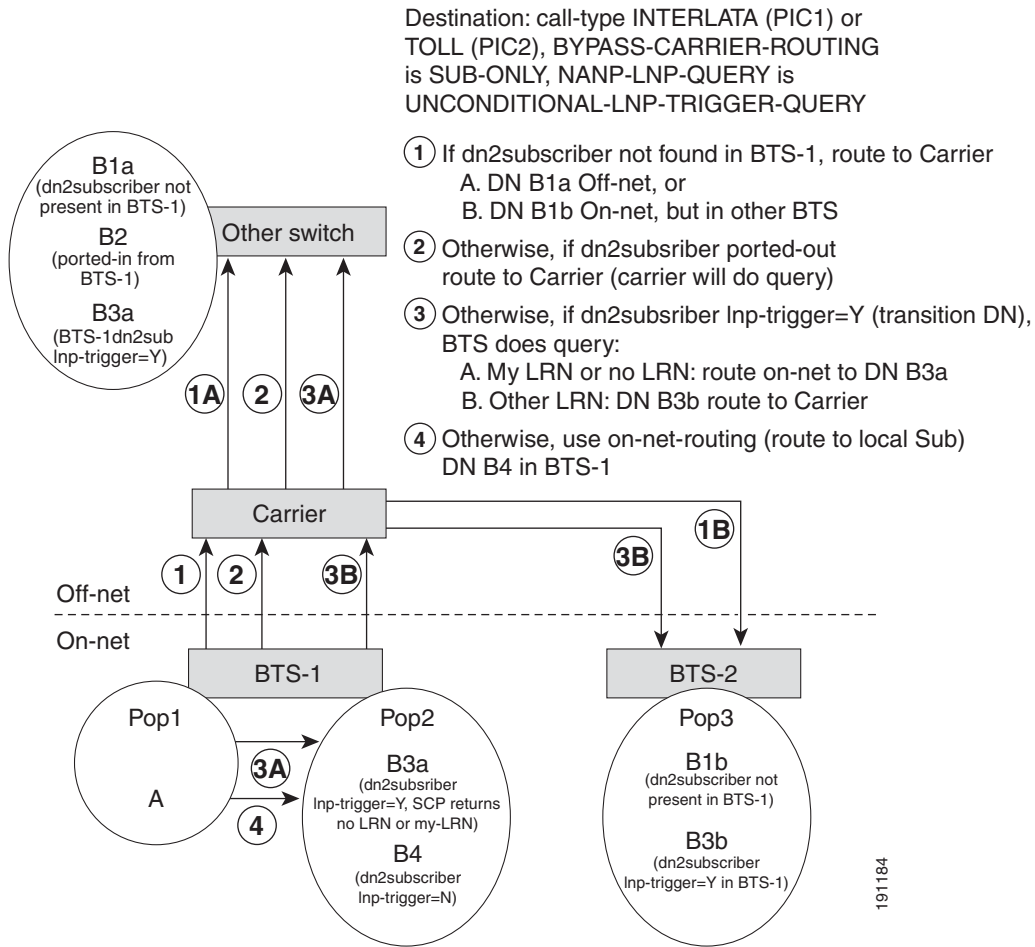 Destination: call-type INTERLATA (PIC1) or
TOLL (PIC2), BYPASS-CARRIER-ROUTING
is SUB-ONLY, NANP-LNP-QUERY is
UNCONDITIONAL-LNP-TRIGGER-QUERY
1 If dn2subscriber not found in BTS-1, route to Carrier
A. DN B1a Off-net, or
B. DN B1b On-net, but in other BTS
2 Otherwise, if dn2subsriber ported-out
route to Carrier (carrier will do query)
3 Otherwise, if dn2subsriber lnp-trigger=Y (transition DN),
BTS does query:
A. My LRN or no LRN: route on-net to DN B3a
B. Other LRN: DN B3b route to Carrier
4 Otherwise, use on-net-routing (route to local Sub)
DN B4 in BTS-1
B1a
(dn2subscriber not
present in BTS-1)
B2
(ported-in from
BTS-1)
B3a
(BTS-1dn2sub
lnp-trigger=Y)
Other switch
1A
2
3A
Carrier
1
2
3B
3B
1B
Off-net
On-net
BTS-1
BTS-2
Pop1
A
3A
4
Pop2
B3a
(dn2subsriber
lnp-trigger=Y, SCP returns
no LRN or my-LRN)
B4
(dn2subscriber
lnp-trigger=N)
Pop3
B1b
(dn2subscriber not
present in BTS-1)
B3b
(dn2subscriber
lnp-trigger=Y in BTS-1)
191184